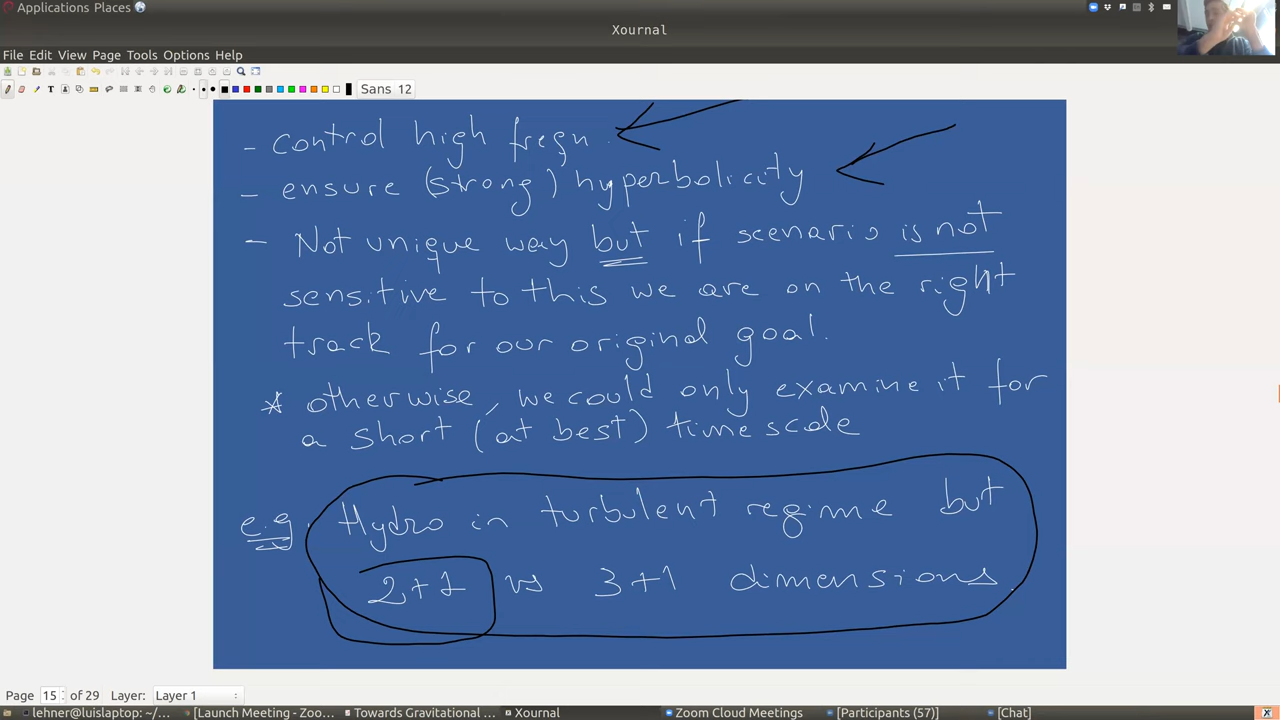 Applications Places
Xournal
File Edit View Page Tools Options Help
Sans 12
- control high freqn.
- ensure (strong) hyperbolicity
- Not unique way but if scenario is not
sensitive to this we are on the right
track for our original goal.
* otherwise, we could only examine it for
a short (at best) time scale
e.g. Hydro in turbulent regime but
2+1 vs 3+1 dimensions
Page 15 of 29 Layer: Layer 1
lehner@luislaptop: ~/... [Launch Meeting - Zoo... Towards Gravitational ... Xournal Zoom Cloud Meetings [Participants (57)] [Chat]